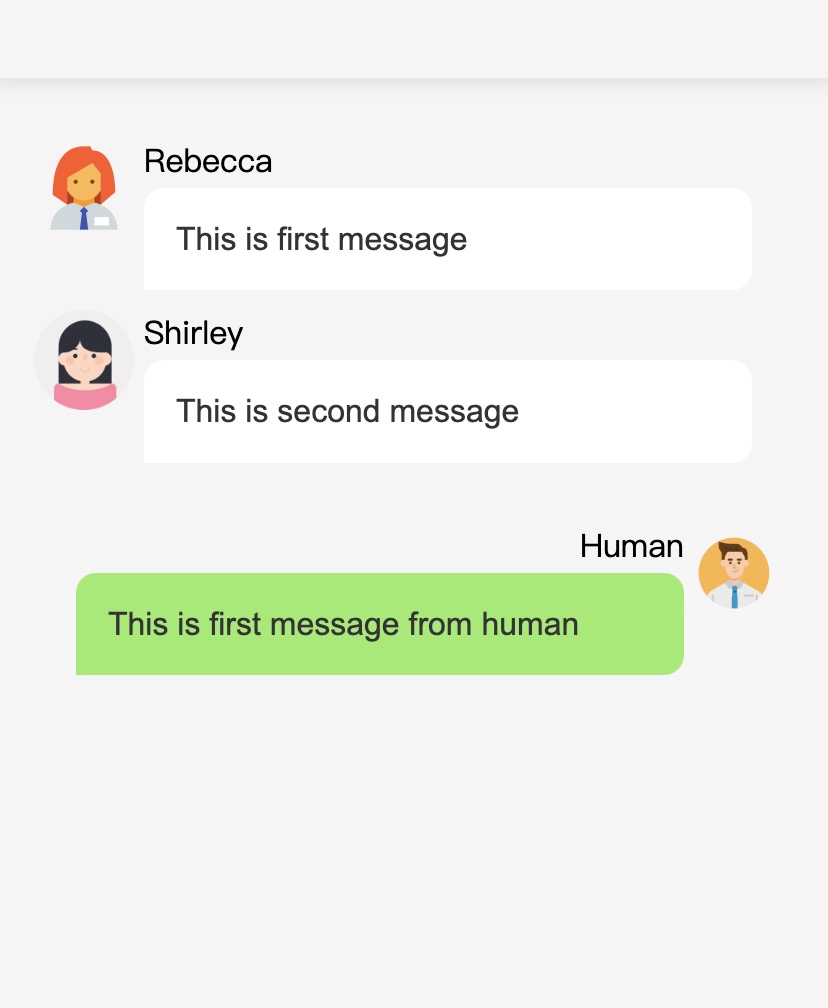 Rebecca
This is first message
Shirley
This is second message
Human
This is first message from human